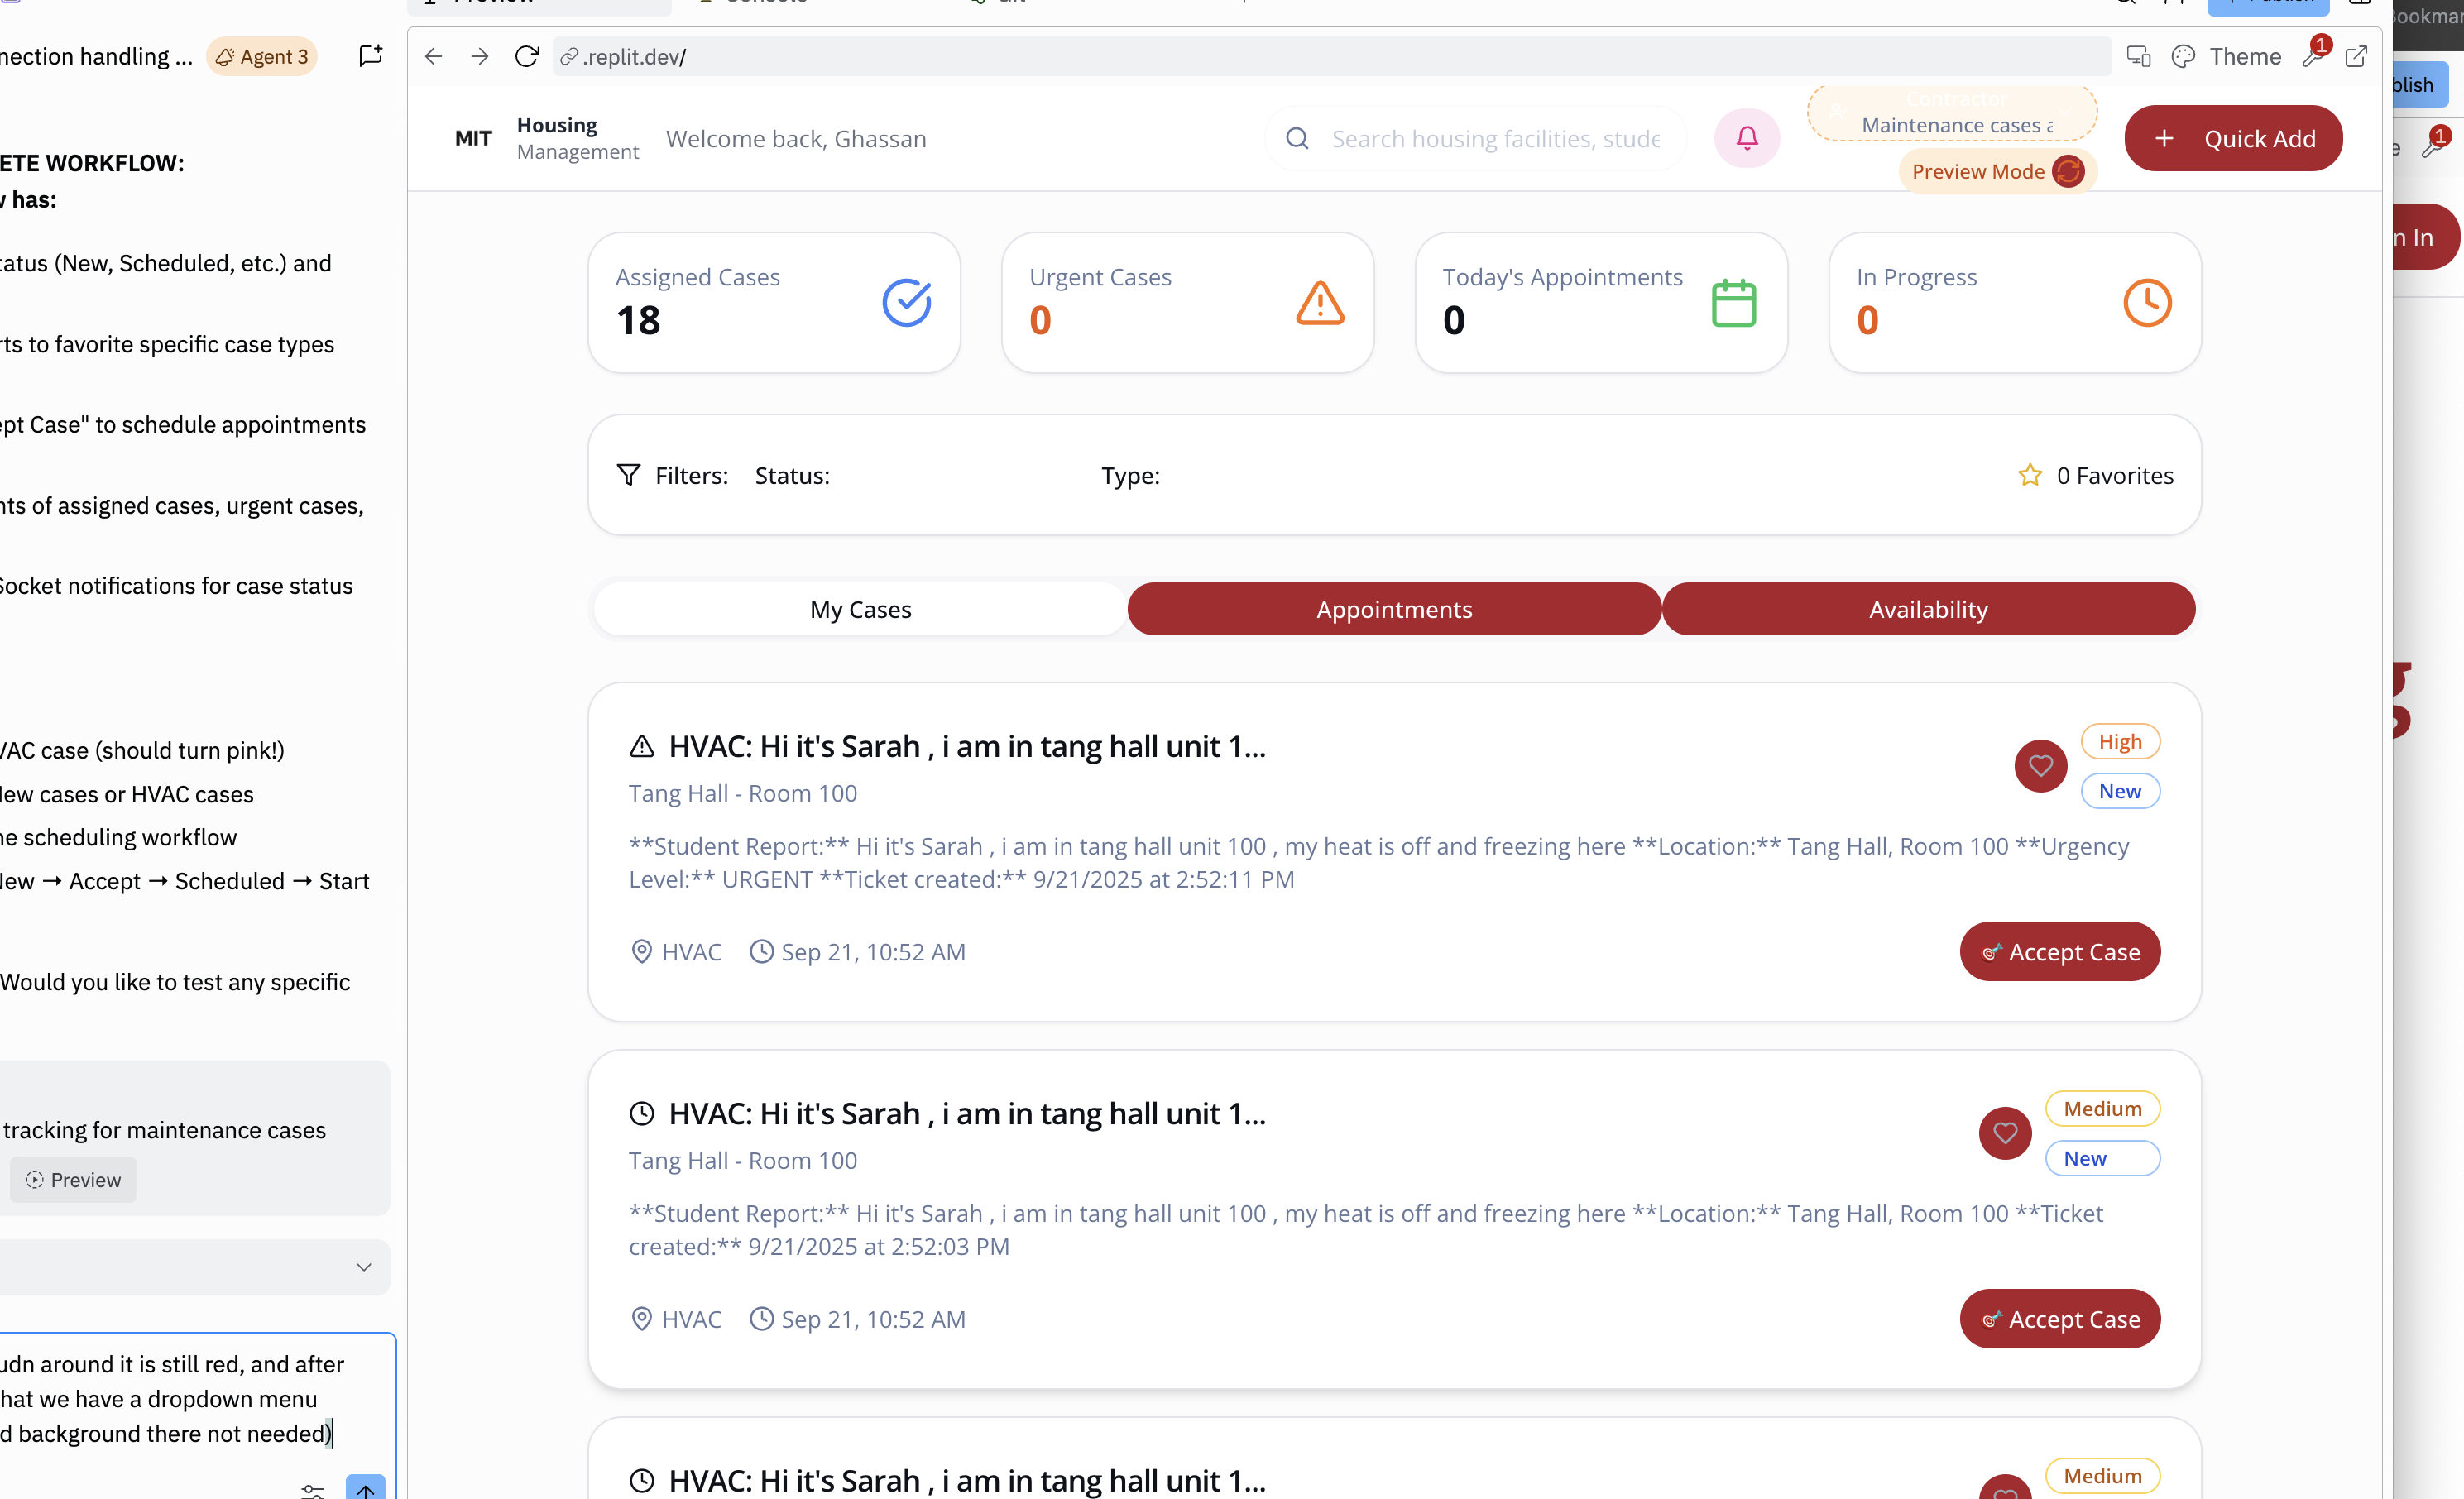 Preview
Console
Git
Publish
Bookmar
nection handling ...
Agent 3
.replit.dev/
Theme
1
blish
1
ETE WORKFLOW:
w has:
tatus (New, Scheduled, etc.) and
rts to favorite specific case types
ept Case" to schedule appointments
nts of assigned cases, urgent cases,
Socket notifications for case status
VAC case (should turn pink!)
New cases or HVAC cases
he scheduling workflow
New → Accept → Scheduled → Start
Would you like to test any specific
tracking for maintenance cases
Preview
udn around it is still red, and after
hat we have a dropdown menu
d background there not needed)
MIT
Housing
Management
Welcome back, Ghassan
Search housing facilities, stude
Contractor
Maintenance cases a
Preview Mode
+ Quick Add
n In
Assigned Cases
18
Urgent Cases
0
Today's Appointments
0
In Progress
0
Filters: Status: Type:
0 Favorites
My Cases
Appointments
Availability
HVAC: Hi it's Sarah , i am in tang hall unit 1...
High
New
Tang Hall - Room 100
**Student Report:** Hi it's Sarah , i am in tang hall unit 100 , my heat is off and freezing here **Location:** Tang Hall, Room 100 **Urgency
Level:** URGENT **Ticket created:** 9/21/2025 at 2:52:11 PM
HVAC
Sep 21, 10:52 AM
Accept Case
HVAC: Hi it's Sarah , i am in tang hall unit 1...
Medium
New
Tang Hall - Room 100
**Student Report:** Hi it's Sarah , i am in tang hall unit 100 , my heat is off and freezing here **Location:** Tang Hall, Room 100 **Ticket
created:** 9/21/2025 at 2:52:03 PM
HVAC
Sep 21, 10:52 AM
Accept Case
HVAC: Hi it's Sarah , i am in tang hall unit 1...
Medium
g